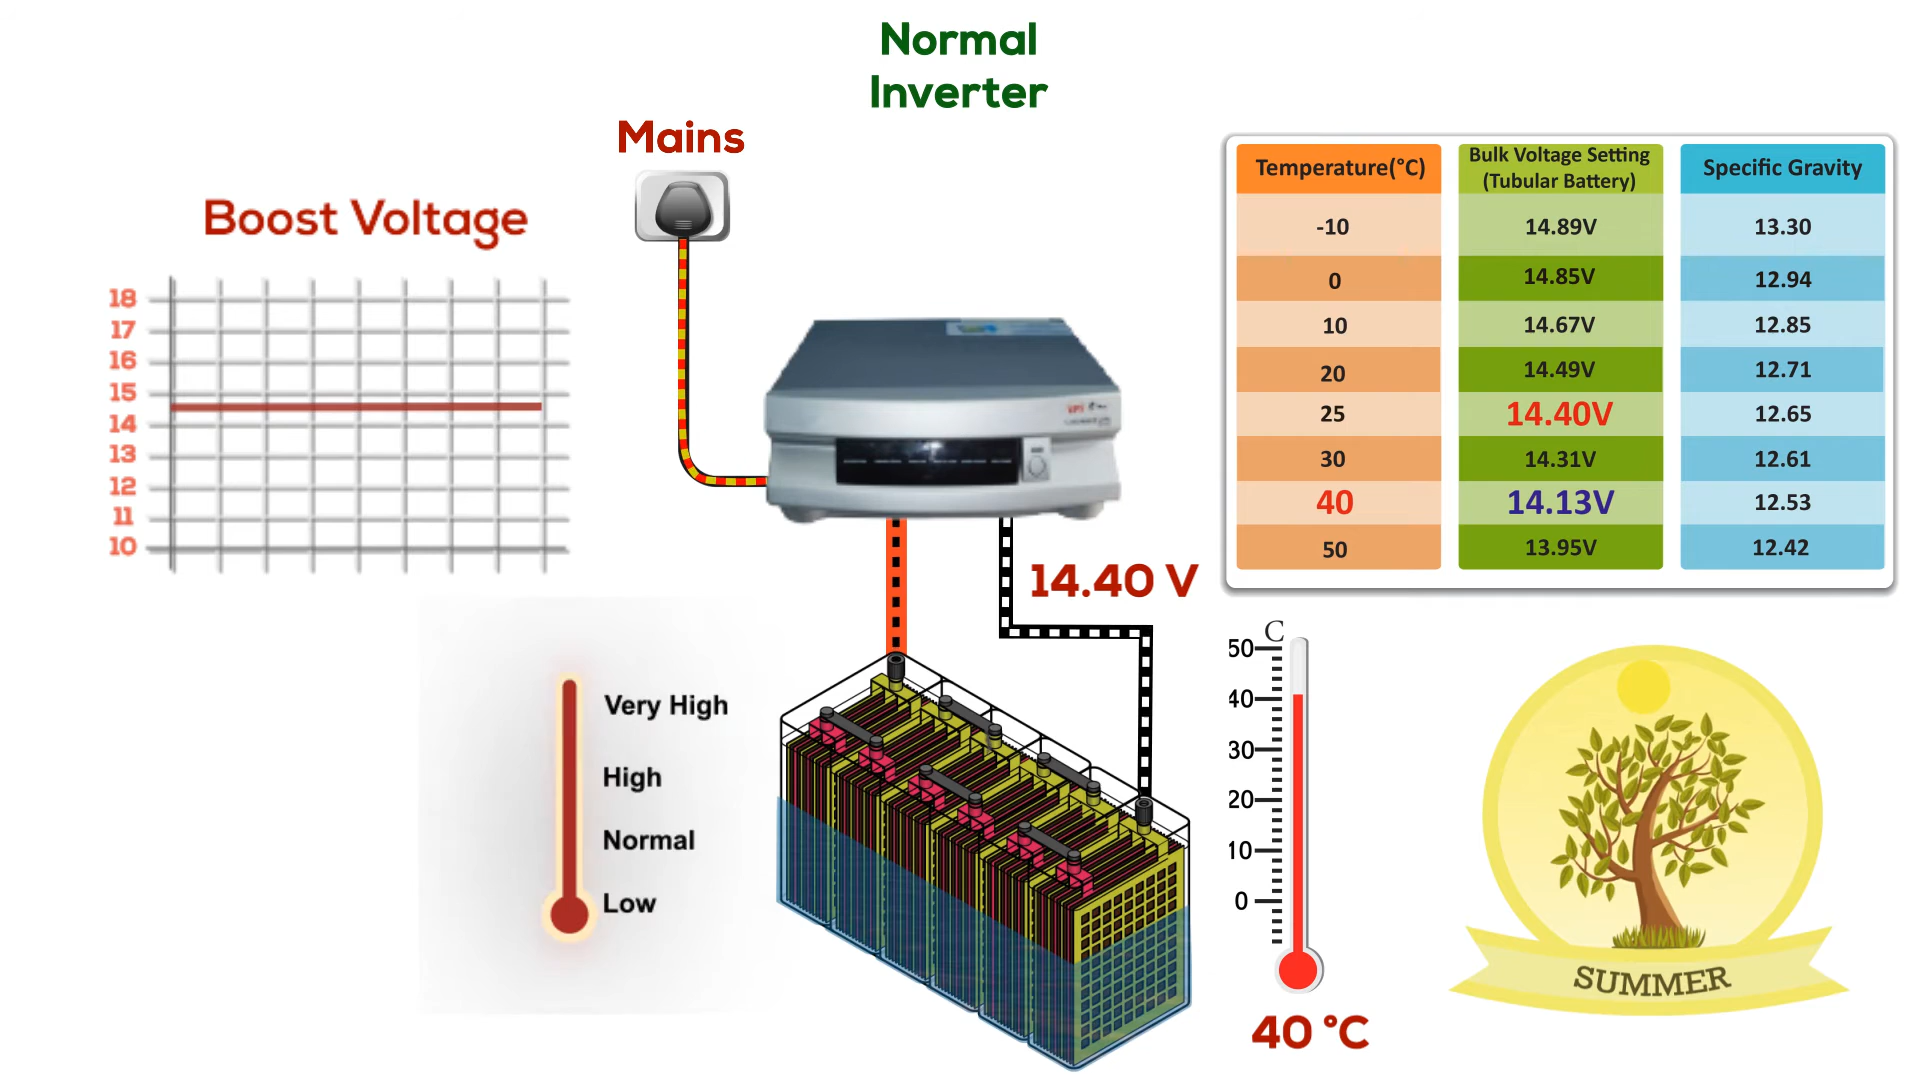 Normal
Inverter
Mains
Boost Voltage
18
17
16
15
14
13
12
11
10
Temperature(°C)
Bulk Voltage Setting
(Tubular Battery)
Specific Gravity
-10 14.89V 13.30
0 14.85V 12.94
10 14.67V 12.85
20 14.49V 12.71
25 14.40V 12.65
30 14.31V 12.61
40 14.13V 12.53
50 13.95V 12.42
14.40 V
Very High
High
Normal
Low
C
50
40
30
20
10
0
40 °C
SUMMER